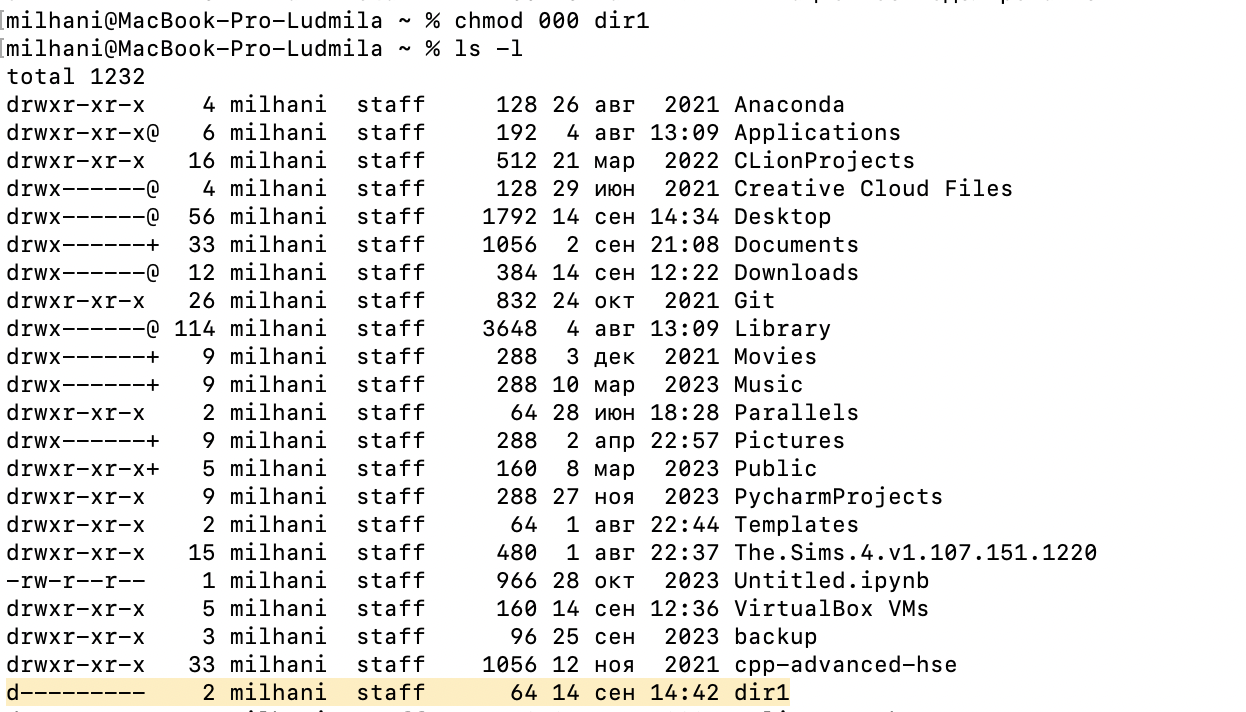 milhani@MacBook-Pro-Ludmila ~ % chmod 000 dir1
milhani@MacBook-Pro-Ludmila ~ % ls -l
total 1232
drwxr-xr-x    4 milhani  staff     128 26 авг  2021 Anaconda
drwxr-xr-x@   6 milhani  staff     192  4 авг 13:09 Applications
drwxr-xr-x   16 milhani  staff     512 21 мар  2022 CLionProjects
drwx------@   4 milhani  staff     128 29 июн  2021 Creative Cloud Files
drwx------@  56 milhani  staff    1792 14 сен 14:34 Desktop
drwx------+  33 milhani  staff    1056  2 сен 21:08 Documents
drwx------@  12 milhani  staff     384 14 сен 12:22 Downloads
drwxr-xr-x   26 milhani  staff     832 24 окт  2021 Git
drwx------@ 114 milhani  staff    3648  4 авг 13:09 Library
drwx------+   9 milhani  staff     288  3 дек  2021 Movies
drwx------+   9 milhani  staff     288 10 мар  2023 Music
drwxr-xr-x    2 milhani  staff      64 28 июн 18:28 Parallels
drwx------+   9 milhani  staff     288  2 апр 22:57 Pictures
drwxr-xr-x+   5 milhani  staff     160  8 мар  2023 Public
drwxr-xr-x    9 milhani  staff     288 27 ноя  2023 PycharmProjects
drwxr-xr-x    2 milhani  staff      64  1 авг 22:44 Templates
drwxr-xr-x   15 milhani  staff     480  1 авг 22:37 The.Sims.4.v1.107.151.1220
-rw-r--r--    1 milhani  staff     966 28 окт  2023 Untitled.ipynb
drwxr-xr-x    5 milhani  staff     160 14 сен 12:36 VirtualBox VMs
drwxr-xr-x    3 milhani  staff      96 25 сен  2023 backup
drwxr-xr-x   33 milhani  staff    1056 12 ноя  2021 cpp-advanced-hse
d---------    2 milhani  staff      64 14 сен 14:42 dir1